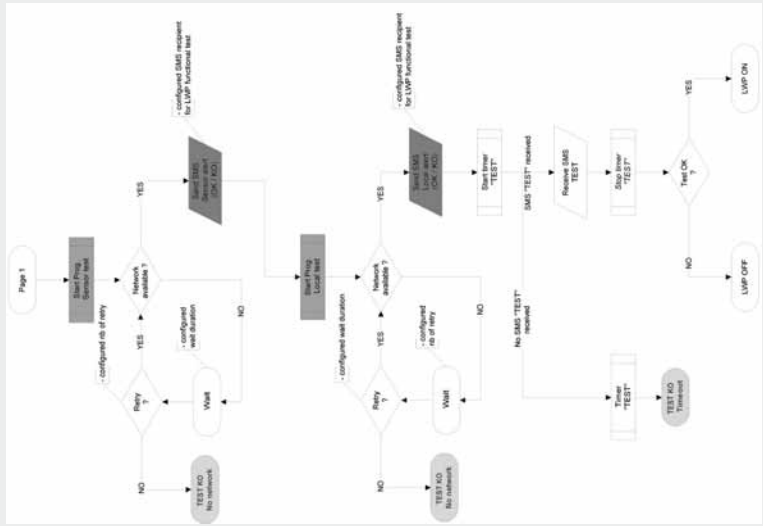 Page 1
Start Prog.
Sensor test
Network
available ?
YES
Send SMS
Sensor alert
(OK / KO)
- configured SMS recipient
for LWP functional test
NO
- configured nb of retry
YES
- configured
wait duration
Retry
?
Wait
NO
TEST KO
No network
Start Prog.
Local test
Network
available ?
YES
Send SMS
Local alert
(OK / KO)
- configured SMS recipient
for LWP functional test
NO
- configured wait duration
YES
- configured
nb of retry
Retry
?
Wait
NO
TEST KO
No network
Start timer
"TEST"
SMS "TEST" received
No SMS "TEST"
received
Receive SMS
TEST
Stop timer
"TEST"
Timer
"TEST"
TEST KO
Timeout
Test OK
?
YES
NO
LWP ON
LWP OFF